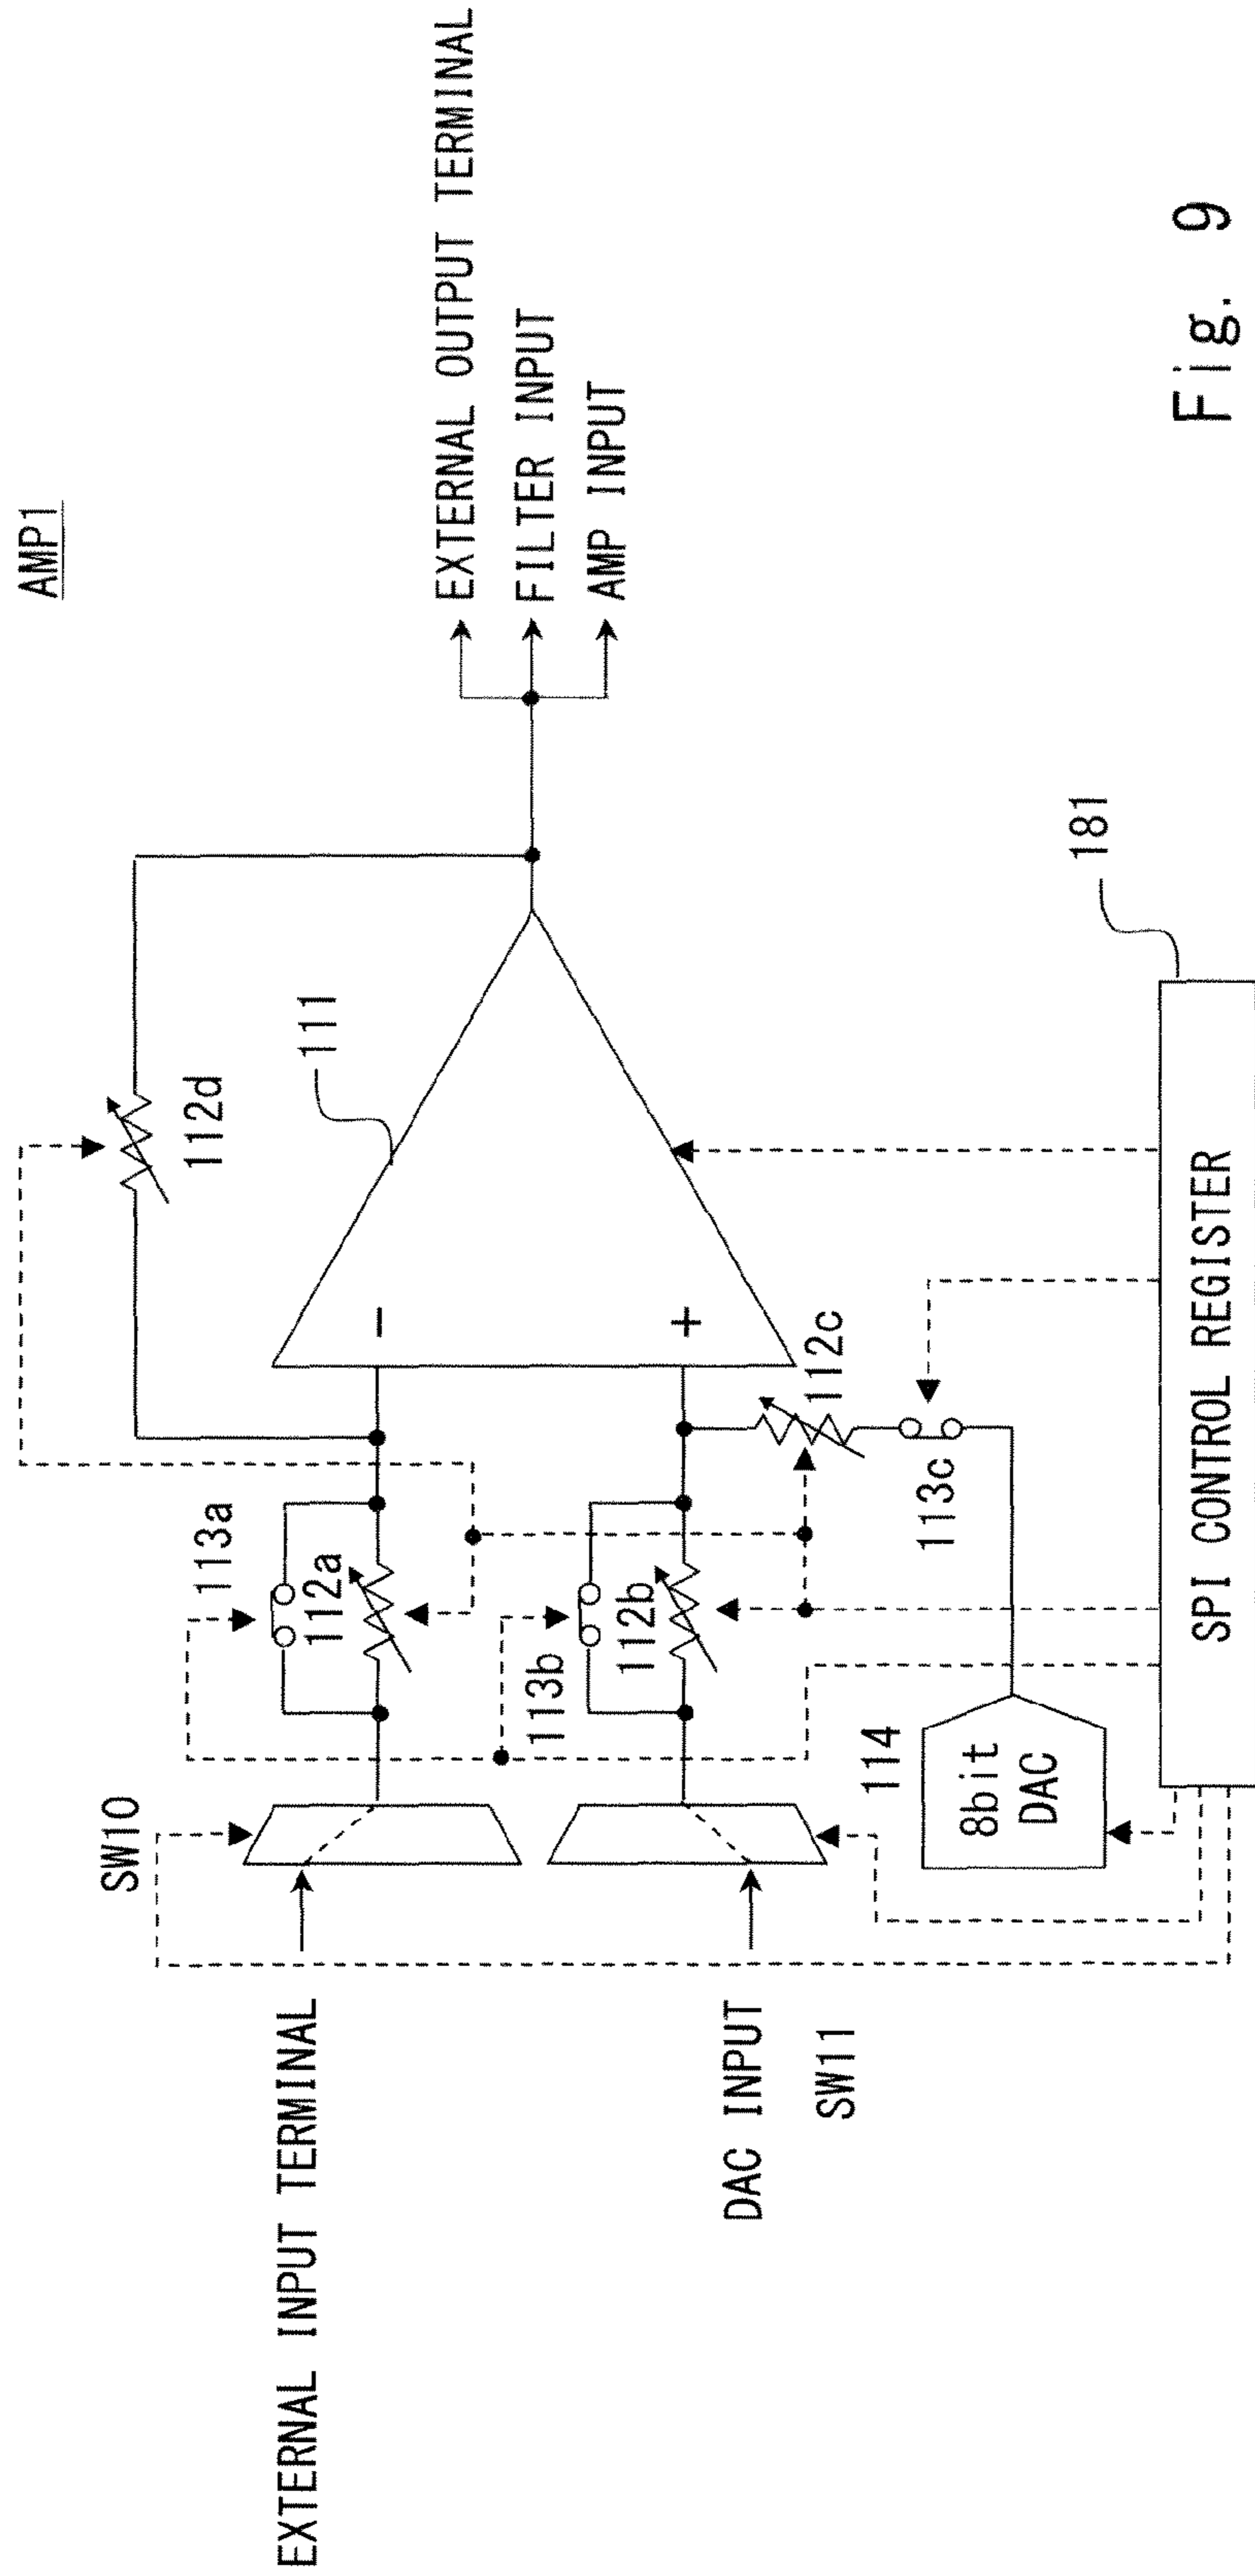 AMP1
EXTERNAL INPUT TERMINAL
SW10
113a
112a
112d
111
−
EXTERNAL OUTPUT TERMINAL
FILTER INPUT
AMP INPUT
DAC INPUT
SW11
113b
112b
+
112c
113c
114
8bit
DAC
181
SPI CONTROL REGISTER
Fig. 9